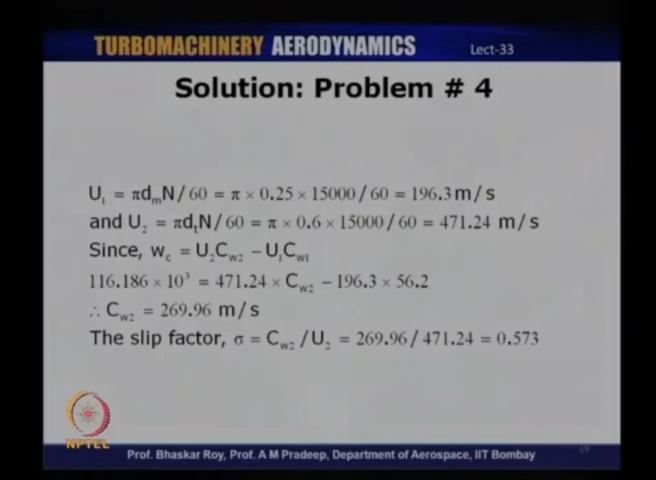 TURBOMACHINERY AERODYNAMICS Lect-33
Solution: Problem # 4
U₁ = πdₘN/60 = π × 0.25 × 15000/60 = 196.3 m/s
and U₂ = πdₜN/60 = π × 0.6 × 15000/60 = 471.24 m/s
Since, w_c = U₂C_w2 − U₁C_w1
116.186 × 10³ = 471.24 × C_w2 − 196.3 × 56.2
∴ C_w2 = 269.96 m/s
The slip factor, σ = C_w2/U₂ = 269.96/471.24 = 0.573
NPTEL
Prof. Bhaskar Roy, Prof. A M Pradeep, Department of Aerospace, IIT Bombay